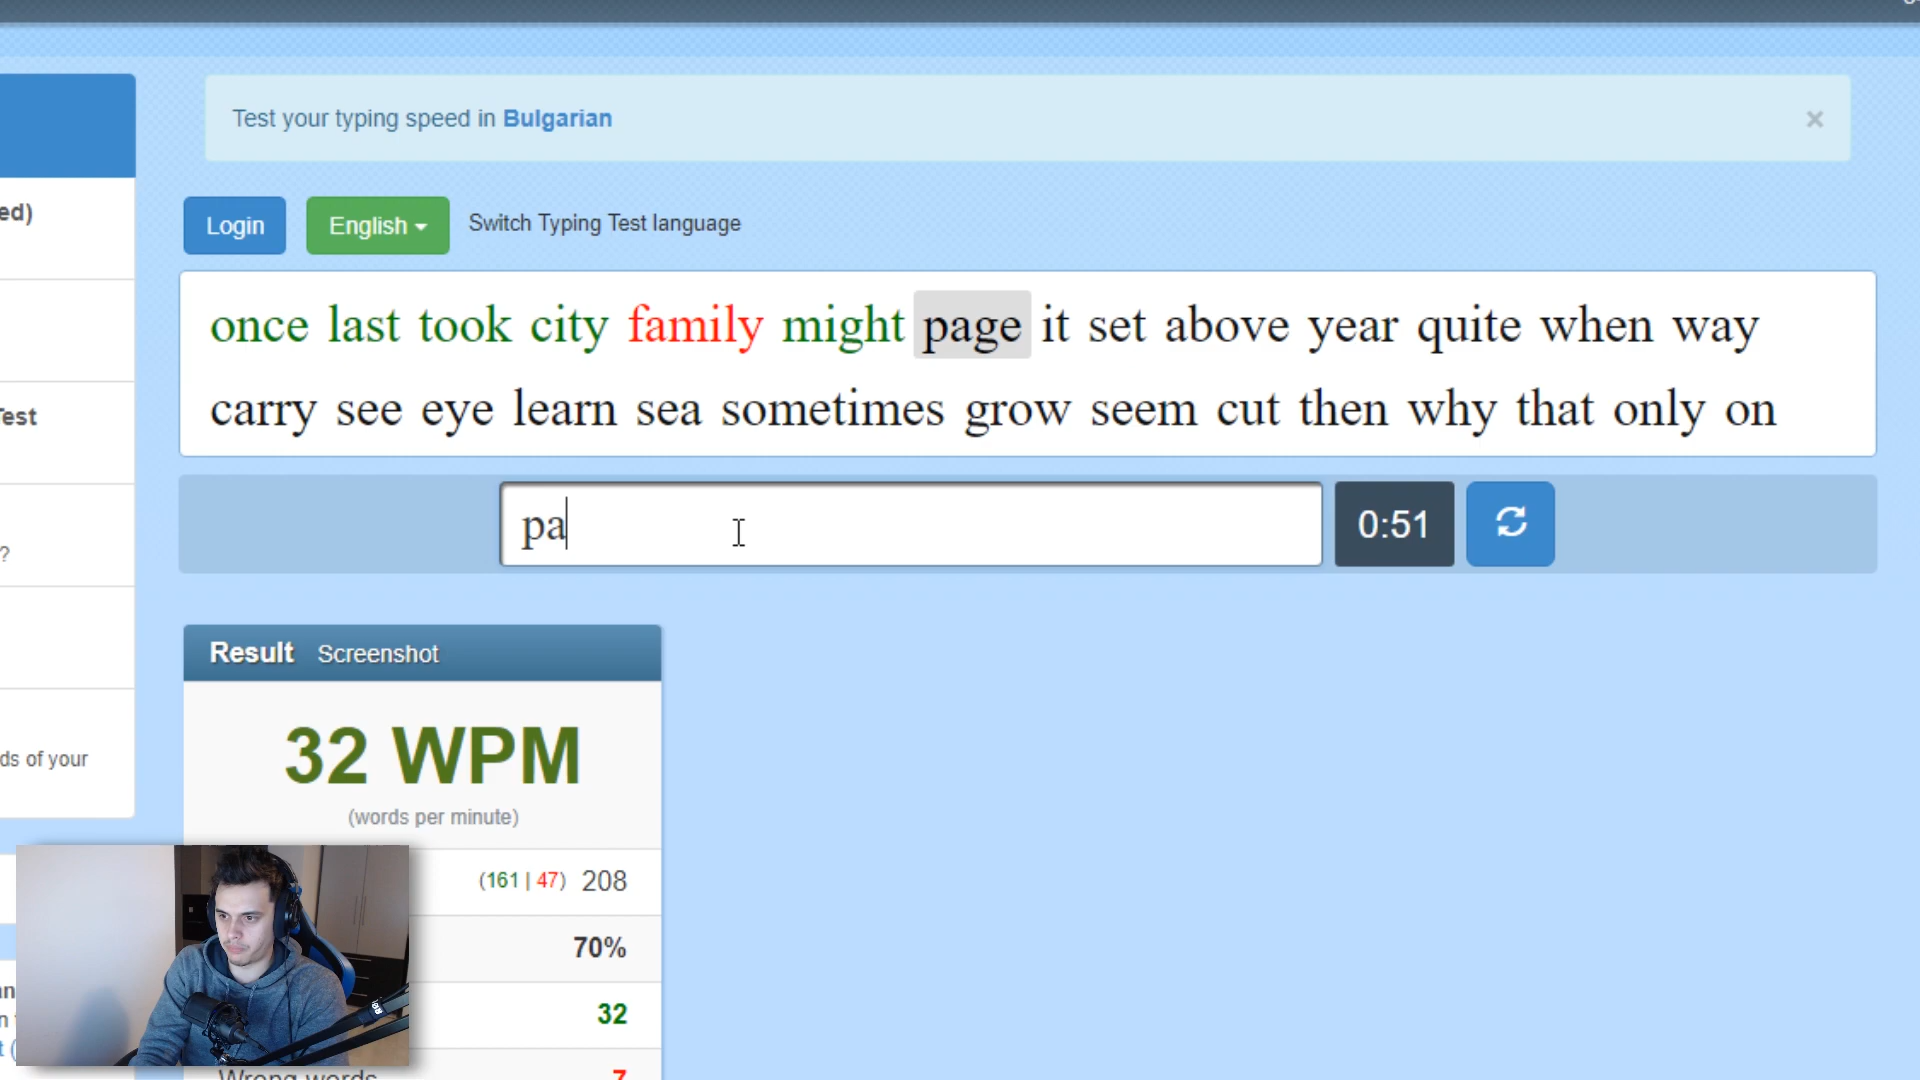 Test your typing speed in Bulgarian ×
Login English Switch Typing Test language
once last took city family might page it set above year quite when way
carry see eye learn sea sometimes grow seem cut then why that only on
pa 0:51
Result Screenshot
32 WPM
(words per minute)
(161 | 47) 208
70%
32
Wrong words 7
ed)
Test
?
ds of your